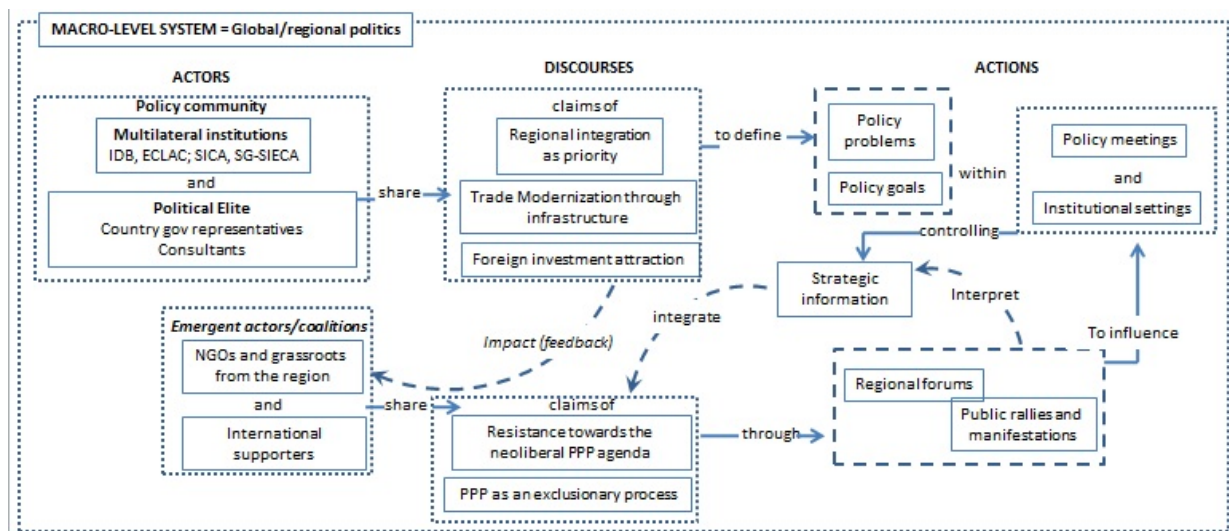 MACRO-LEVEL SYSTEM = Global/regional politics
ACTORS
DISCOURSES
ACTIONS
Policy community
Multilateral institutions
IDB, ECLAC; SICA, SG-SIECA
and
Political Elite
Country gov representatives
Consultants
share
claims of
Regional integration
as priority
Trade Modernization through
infrastructure
Foreign investment attraction
to define
Policy
problems
Policy goals
within
Policy meetings
and
Institutional settings
controlling
Strategic
information
Interpret
To influence
integrate
Impact (feedback)
Emergent actors/coalitions
NGOs and grassroots
from the region
and
International
supporters
share
claims of
Resistance towards the
neoliberal PPP agenda
PPP as an exclusionary process
through
Regional forums
Public rallies and
manifestations